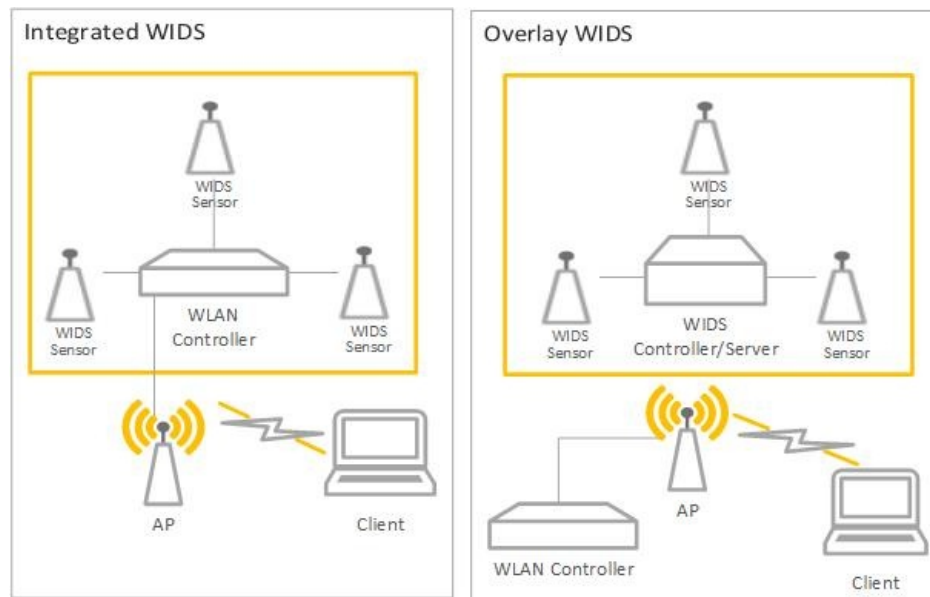 Integrated WIDS
WIDS
Sensor
WIDS
Sensor
WLAN
Controller
WIDS
Sensor
AP
Client
Overlay WIDS
WIDS
Sensor
WIDS
Sensor
WIDS
Controller/Server
WIDS
Sensor
AP
WLAN Controller
Client